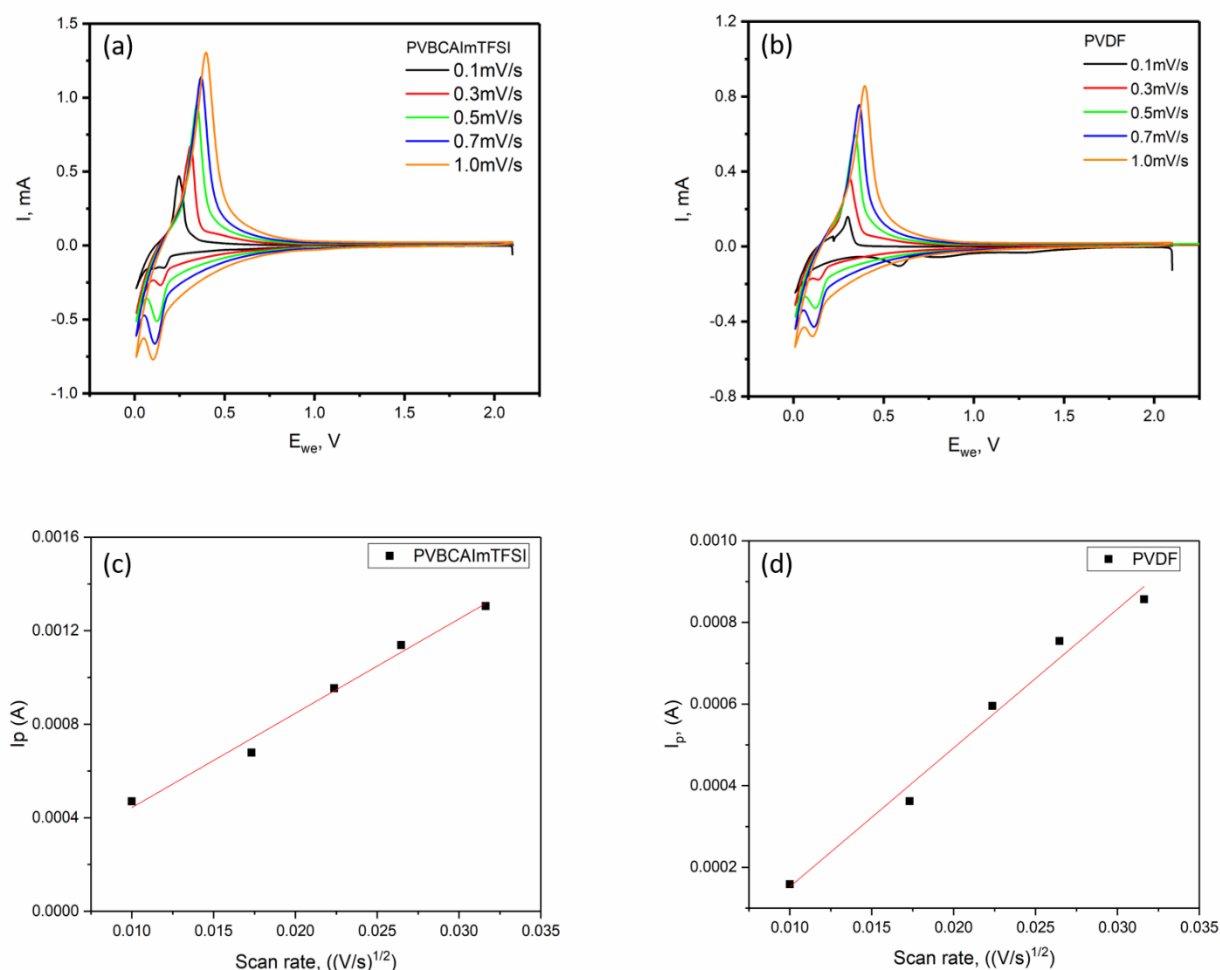 (a)
PVBCAImTFSI
0.1mV/s
0.3mV/s
0.5mV/s
0.7mV/s
1.0mV/s
1.5
1.0
0.5
0.0
-0.5
-1.0
I, mA
0.0
0.5
1.0
1.5
2.0
E_we, V
(b)
PVDF
0.1mV/s
0.3mV/s
0.5mV/s
0.7mV/s
1.0mV/s
1.2
0.8
0.4
0.0
-0.4
-0.8
I, mA
0.0
0.5
1.0
1.5
2.0
E_we, V
(c)
PVBCAImTFSI
0.0016
0.0012
0.0008
0.0004
0.0000
Ip (A)
0.010
0.015
0.020
0.025
0.030
0.035
Scan rate, ((V/s)^1/2)
(d)
PVDF
0.0010
0.0008
0.0006
0.0004
0.0002
I_p, (A)
0.010
0.015
0.020
0.025
0.030
0.035
Scan rate, ((V/s)^1/2)